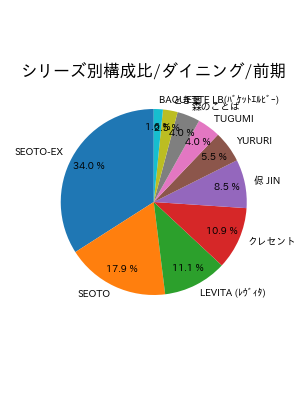 シリーズ別構成比/ダイニング/前期
BAGUETTE LB(ﾊﾞｹｯﾄｴﾙﾋﾞｰ)
森のことば
TUGUMI
YURURI
侭 JIN
クレセント
LEVITA (ﾚｳﾞｨﾀ)
SEOTO
SEOTO-EX
1.6 %
2.5 %
4.0 %
4.0 %
5.5 %
8.5 %
10.9 %
11.1 %
17.9 %
34.0 %